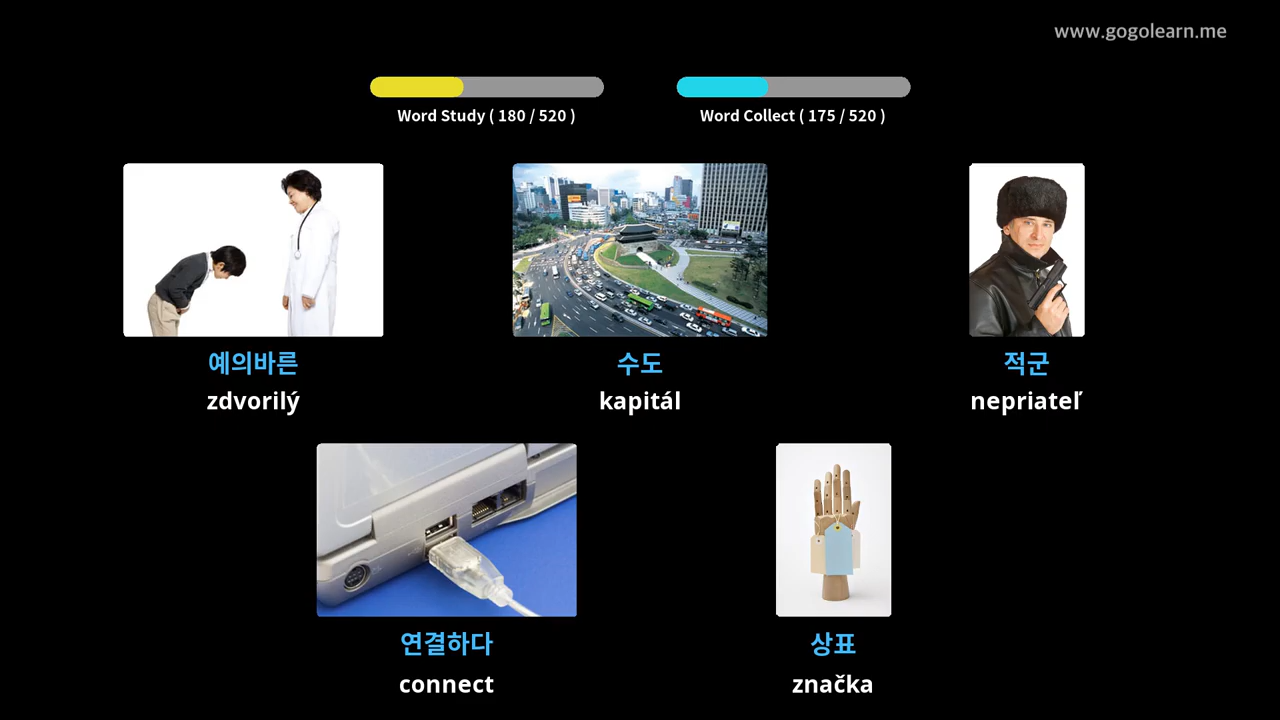 www.gogolearn.me
Word Study ( 180 / 520 )
Word Collect ( 175 / 520 )
예의바른
zdvorilý
수도
kapitál
적군
nepriateľ
연결하다
connect
상표
značka